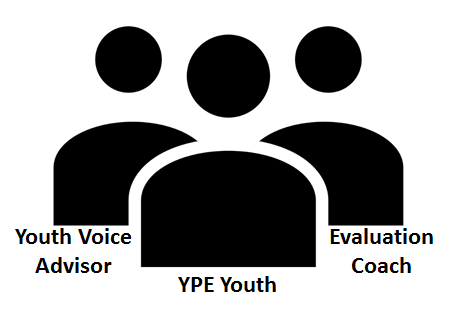 Youth Voice
Advisor
YPE Youth
Evaluation
Coach